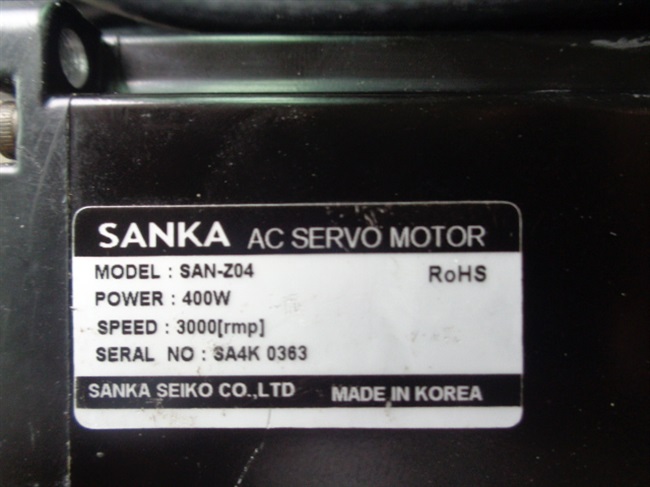 SANKA AC SERVO MOTOR
MODEL : SAN-Z04 RoHS
POWER : 400W
SPEED : 3000[rmp]
SERAL NO : SA4K 0363
SANKA SEIKO CO.,LTD MADE IN KOREA